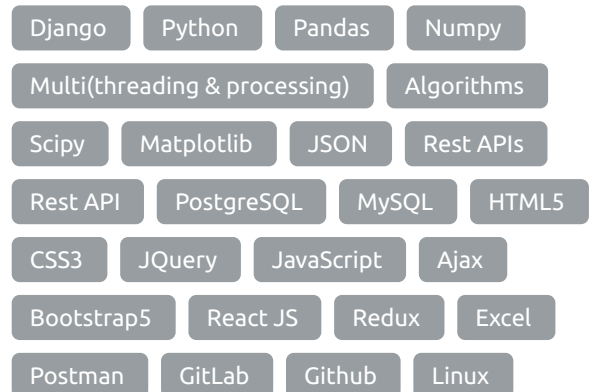 Django Python Pandas Numpy
Multi(threading & processing) Algorithms
Scipy Matplotlib JSON Rest APIs
Rest API PostgreSQL MySQL HTML5
CSS3 JQuery JavaScript Ajax
Bootstrap5 React JS Redux Excel
Postman GitLab Github Linux